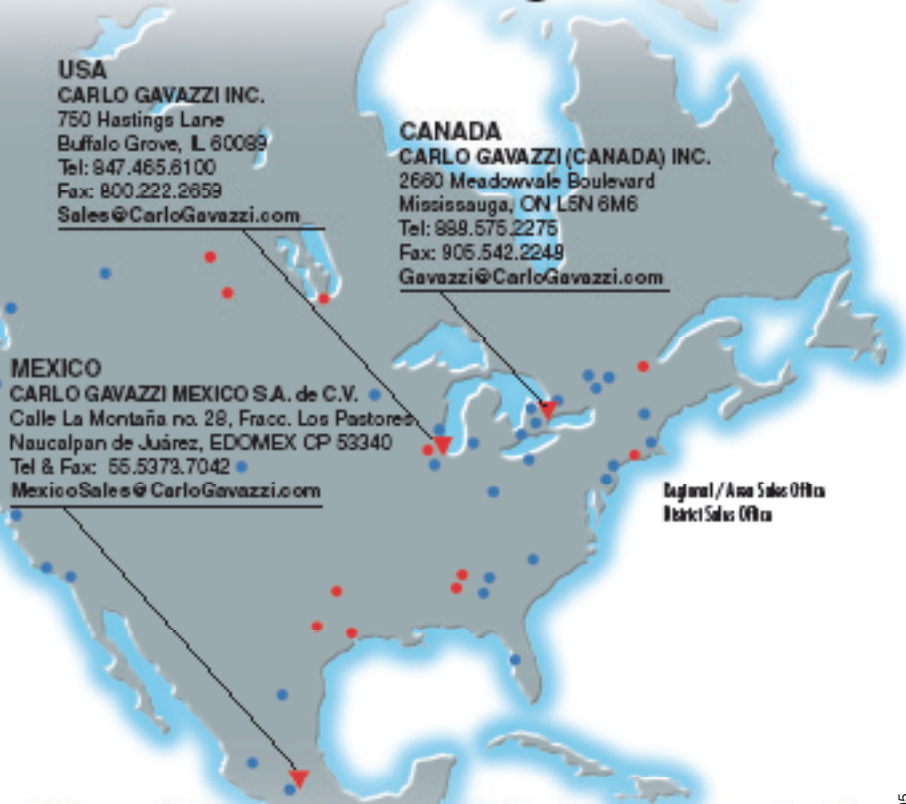 USA
CARLO GAVAZZI INC.
750 Hastings Lane
Buffalo Grove, IL 60089
Tel: 847.465.6100
Fax: 800.222.2659
Sales@CarloGavazzi.com
CANADA
CARLO GAVAZZI (CANADA) INC.
2660 Meadowvale Boulevard
Mississauga, ON L5N 6M6
Tel: 888.575.2275
Fax: 905.542.2248
Gavazzi@CarloGavazzi.com
MEXICO
CARLO GAVAZZI MEXICO S.A. de C.V.
Calle La Montaña no. 28, Fracc. Los Pastores
Naucalpan de Juárez, EDOMEX CP 53340
Tel & Fax: 55.5373.7042
MexicoSales@CarloGavazzi.com
Regional / Area Sales Office
District Sales Office